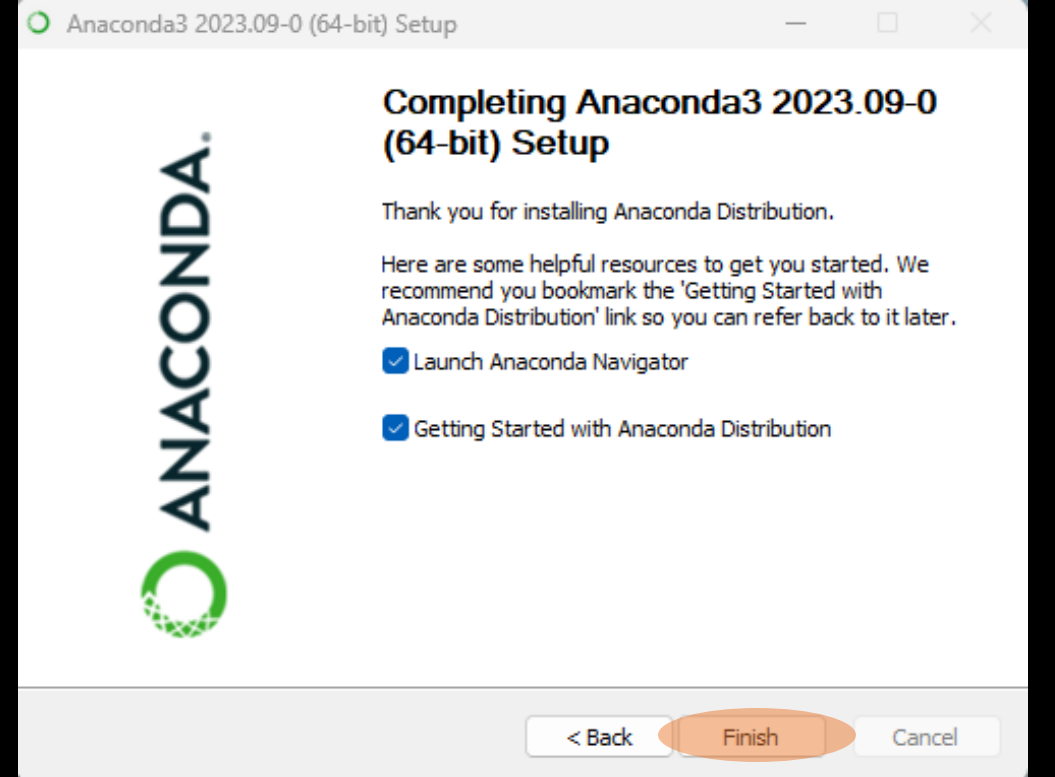 Anaconda3 2023.09-0 (64-bit) Setup
ANACONDA.
Completing Anaconda3 2023.09-0
(64-bit) Setup
Thank you for installing Anaconda Distribution.
Here are some helpful resources to get you started. We
recommend you bookmark the 'Getting Started with
Anaconda Distribution' link so you can refer back to it later.
Launch Anaconda Navigator
Getting Started with Anaconda Distribution
< Back Finish Cancel